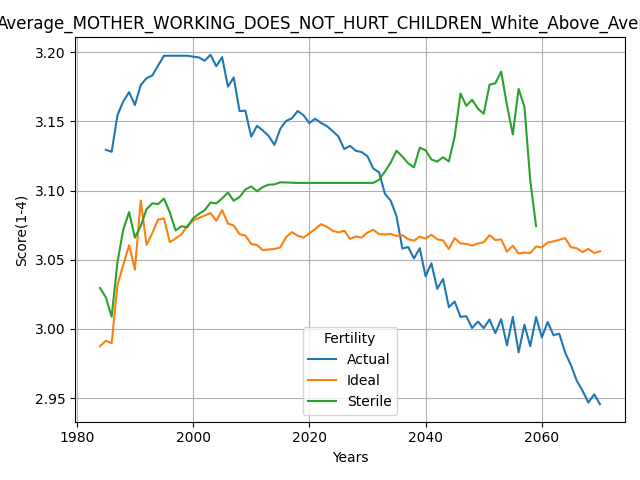 Average_MOTHER_WORKING_DOES_NOT_HURT_CHILDREN_White_Above_Aver
3.20
3.15
3.10
3.05
3.00
2.95
Score(1-4)
1980 2000 2020 2040 2060
Years
Fertility
Actual
Ideal
Sterile